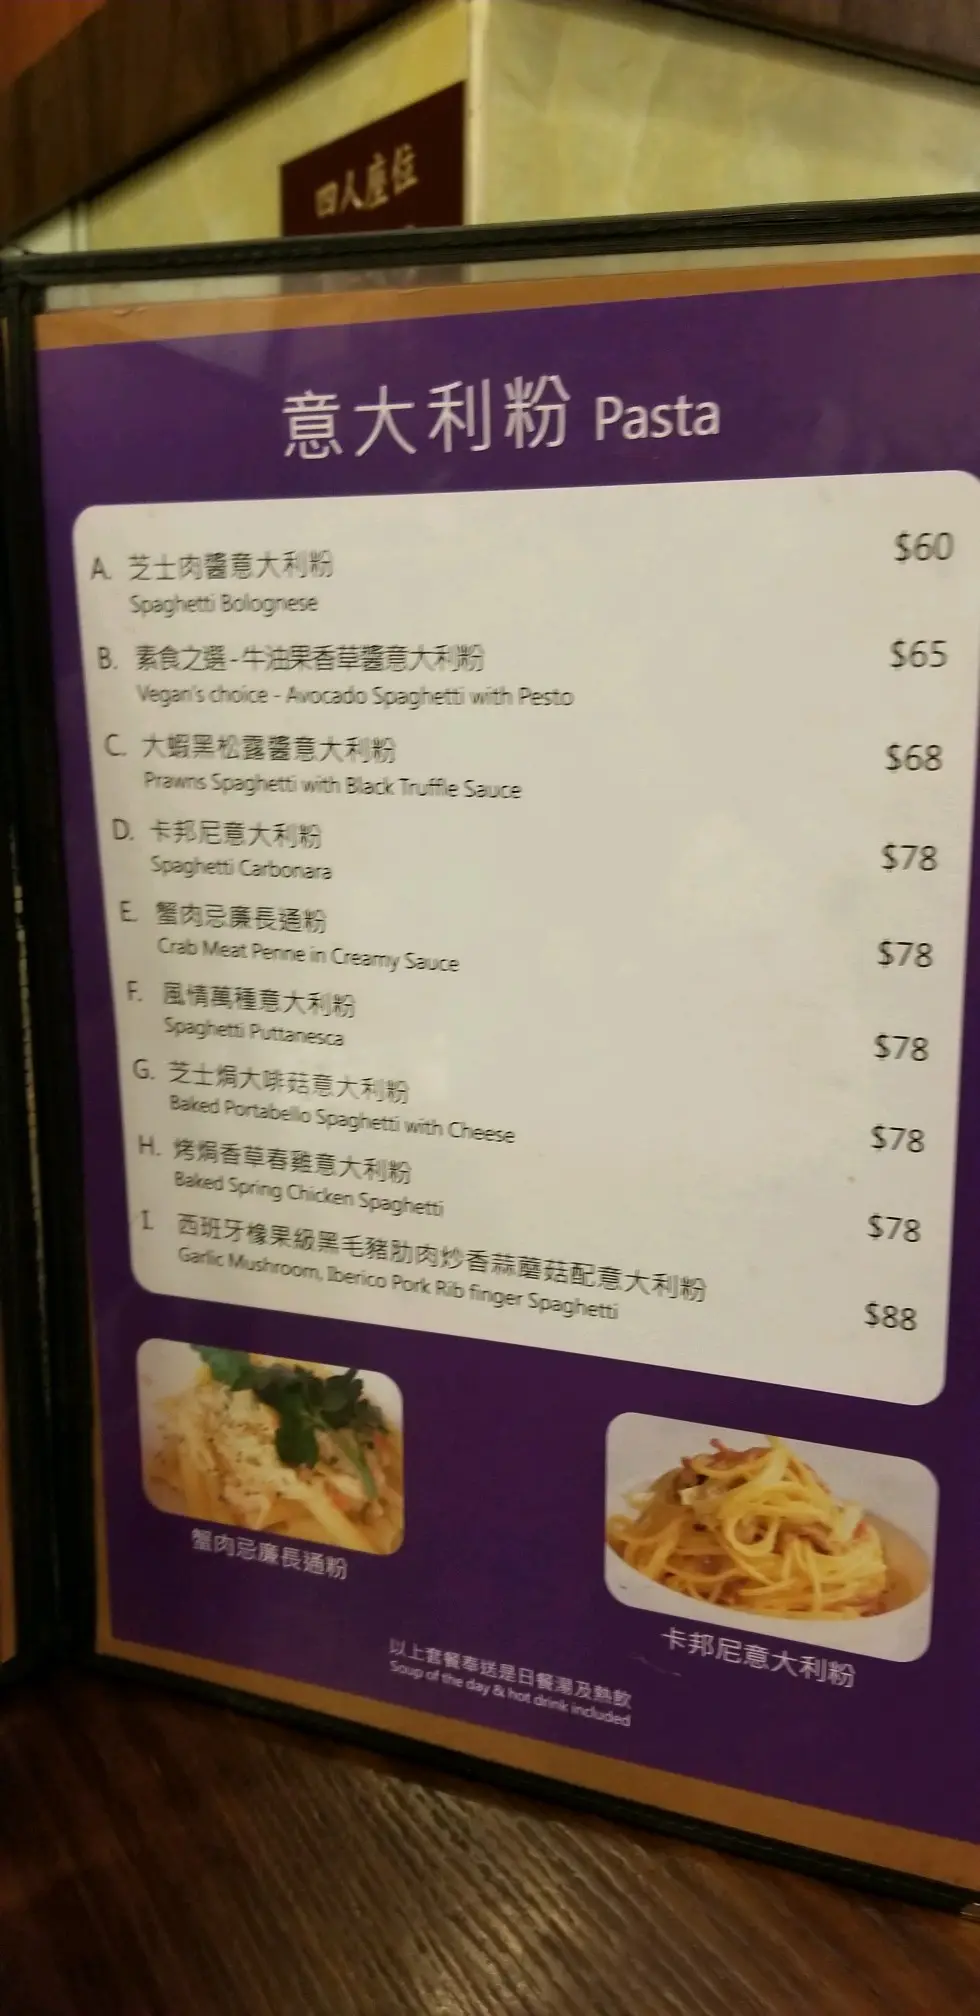 四人座位
意大利粉 Pasta
A. 芝士肉醬意大利粉 $60
Spaghetti Bolognese
B. 素食之選-牛油果香草醬意大利粉 $65
Vegan's choice - Avocado Spaghetti with Pesto
C. 大蝦黑松露醬意大利粉 $68
Prawns Spaghetti with Black Truffle Sauce
D. 卡邦尼意大利粉 $78
Spaghetti Carbonara
E. 蟹肉忌廉長通粉 $78
Crab Meat Penne in Creamy Sauce
F. 風情萬種意大利粉 $78
Spaghetti Puttanesca
G. 芝士焗大啡菇意大利粉 $78
Baked Portabello Spaghetti with Cheese
H. 烤焗香草春雞意大利粉 $78
Baked Spring Chicken Spaghetti
I. 西班牙橡果級黑毛豬肋肉炒香蒜蘑菇配意大利粉 $88
Garlic Mushroom, Iberico Pork Rib finger Spaghetti
蟹肉忌廉長通粉
卡邦尼意大利粉
以上套餐奉送是日餐湯及熱飲
Soup of the day & hot drink included